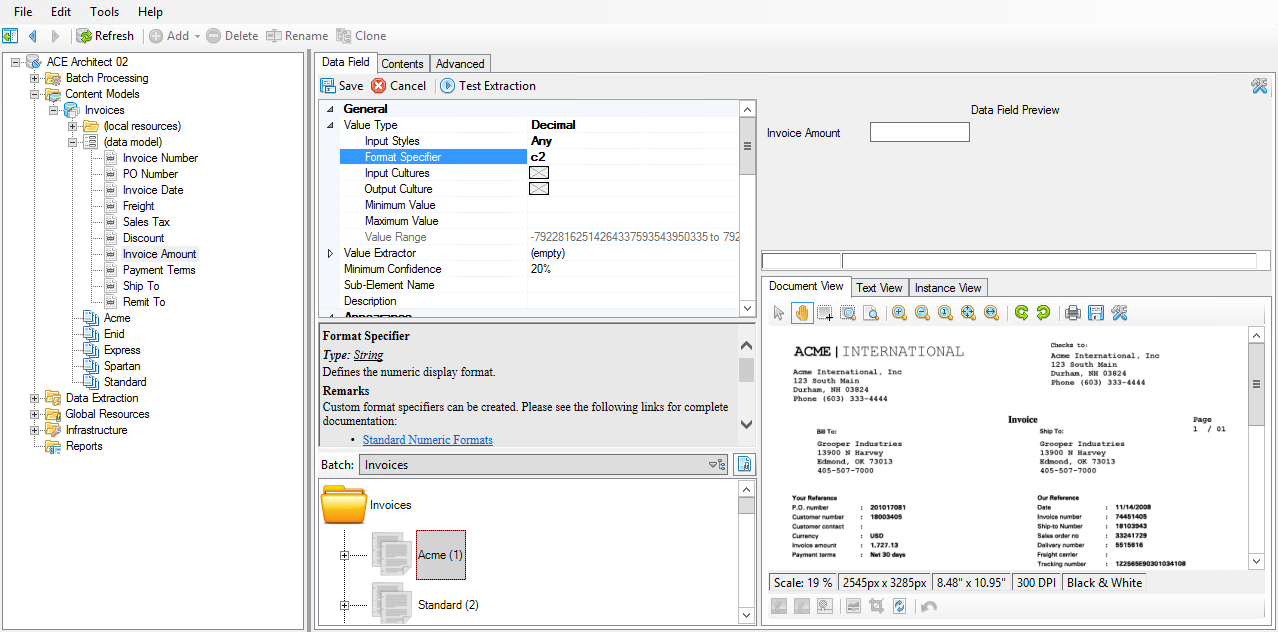 File Edit Tools Help
Refresh Add Delete Rename Clone
ACE Architect 02
Batch Processing
Content Models
Invoices
(local resources)
(data model)
Invoice Number
PO Number
Invoice Date
Freight
Sales Tax
Discount
Invoice Amount
Payment Terms
Ship To
Remit To
Acme
Enid
Express
Spartan
Standard
Data Extraction
Global Resources
Infrastructure
Reports
Data Field Contents Advanced
Save Cancel Test Extraction
General
Value Type Decimal
Input Styles Any
Format Specifier c2
Input Cultures
Output Culture
Minimum Value
Maximum Value
Value Range -79228162514264337593543950335 to 792
Value Extractor (empty)
Minimum Confidence 20%
Sub-Element Name
Description
Appearance
Format Specifier
Type: String
Defines the numeric display format.
Remarks
Custom format specifiers can be created. Please see the following links for complete
documentation:
• Standard Numeric Formats
Batch: Invoices
Invoices
Acme (1)
Standard (2)
Data Field Preview
Invoice Amount
Document View Text View Instance View
ACME | INTERNATIONAL
Acme International, Inc
123 South Main
Durham, NH 03824
Phone (603) 333-4444
Checks to:
Acme International, Inc
123 South Main
Durham, NH 03824
Phone (603) 333-4444
Invoice
Page
1 / 01
Bill To:
Grooper Industries
13900 N Harvey
Edmond, OK 73013
405-507-7000
Ship To:
Grooper Industries
13900 N Harvey
Edmond, OK 73013
405-507-7000
Your Reference
P.O. number : 201017081
Customer number : 18003405
Customer contact :
Currency : USD
Invoice amount : 1,727.13
Payment terms : Net 30 days
Our Reference
Date : 11/14/2008
Invoice number : 74451405
Ship-to Number : 18103943
Sales order no : 33241729
Delivery number : 5515616
Freight carrier :
Tracking number : 1Z2565E90301034108
Scale: 19 % 2545px x 3285px 8.48" x 10.95" 300 DPI Black & White